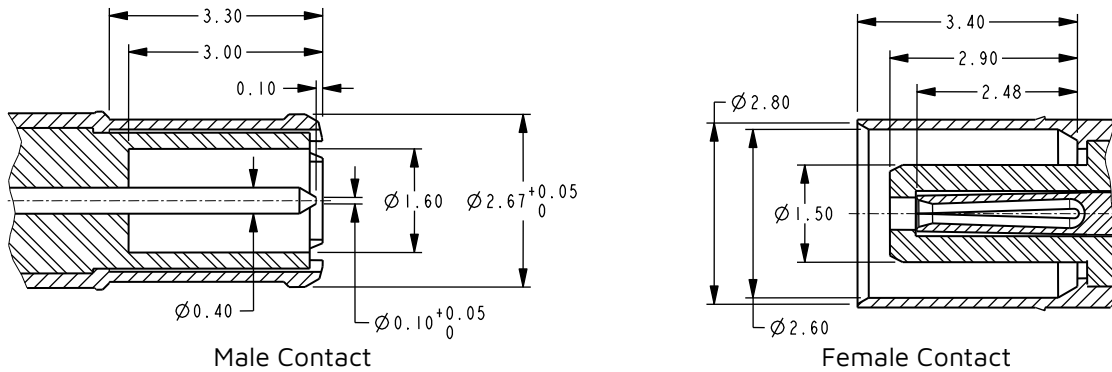 3.30
3.00
0.10
Ø1.60
Ø2.67 +0.05 0
Ø0.40
Ø0.10 +0.05 0
Male Contact
3.40
2.90
2.48
Ø2.80
Ø1.50
Ø2.60
Female Contact